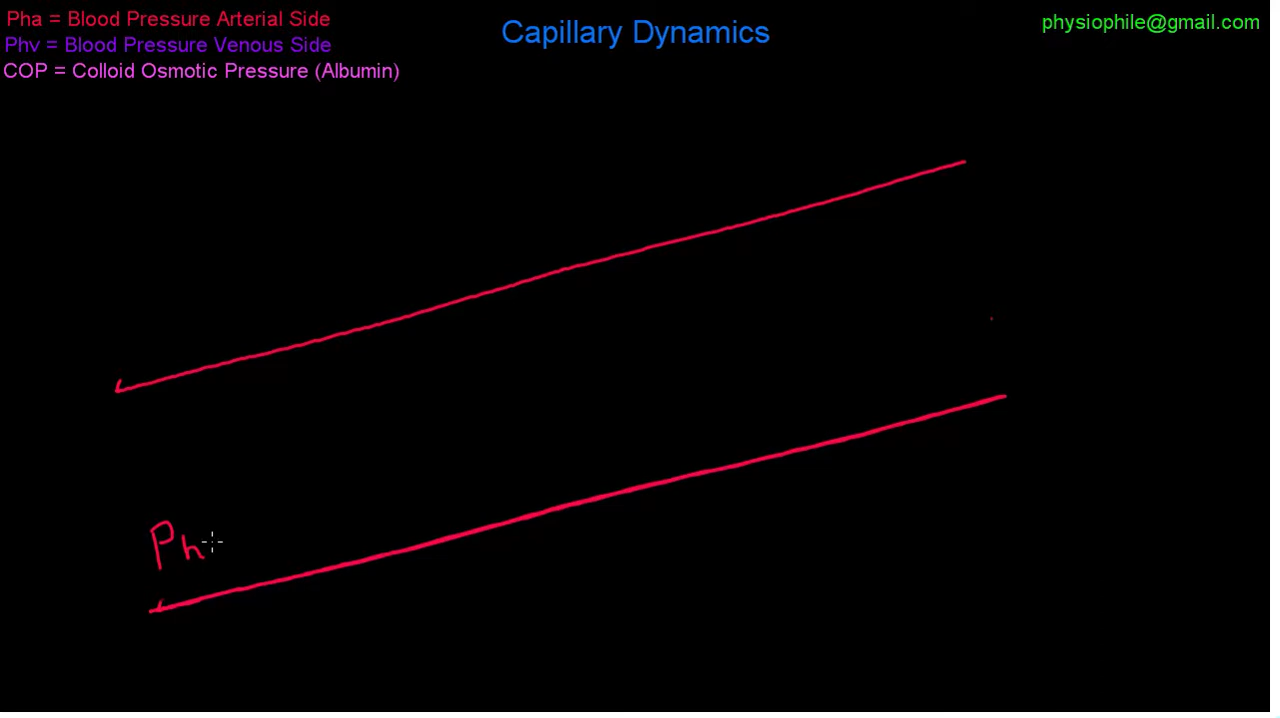 Pha = Blood Pressure Arterial Side
Phv = Blood Pressure Venous Side
COP = Colloid Osmotic Pressure (Albumin)
Capillary Dynamics
physiophile@gmail.com
Ph